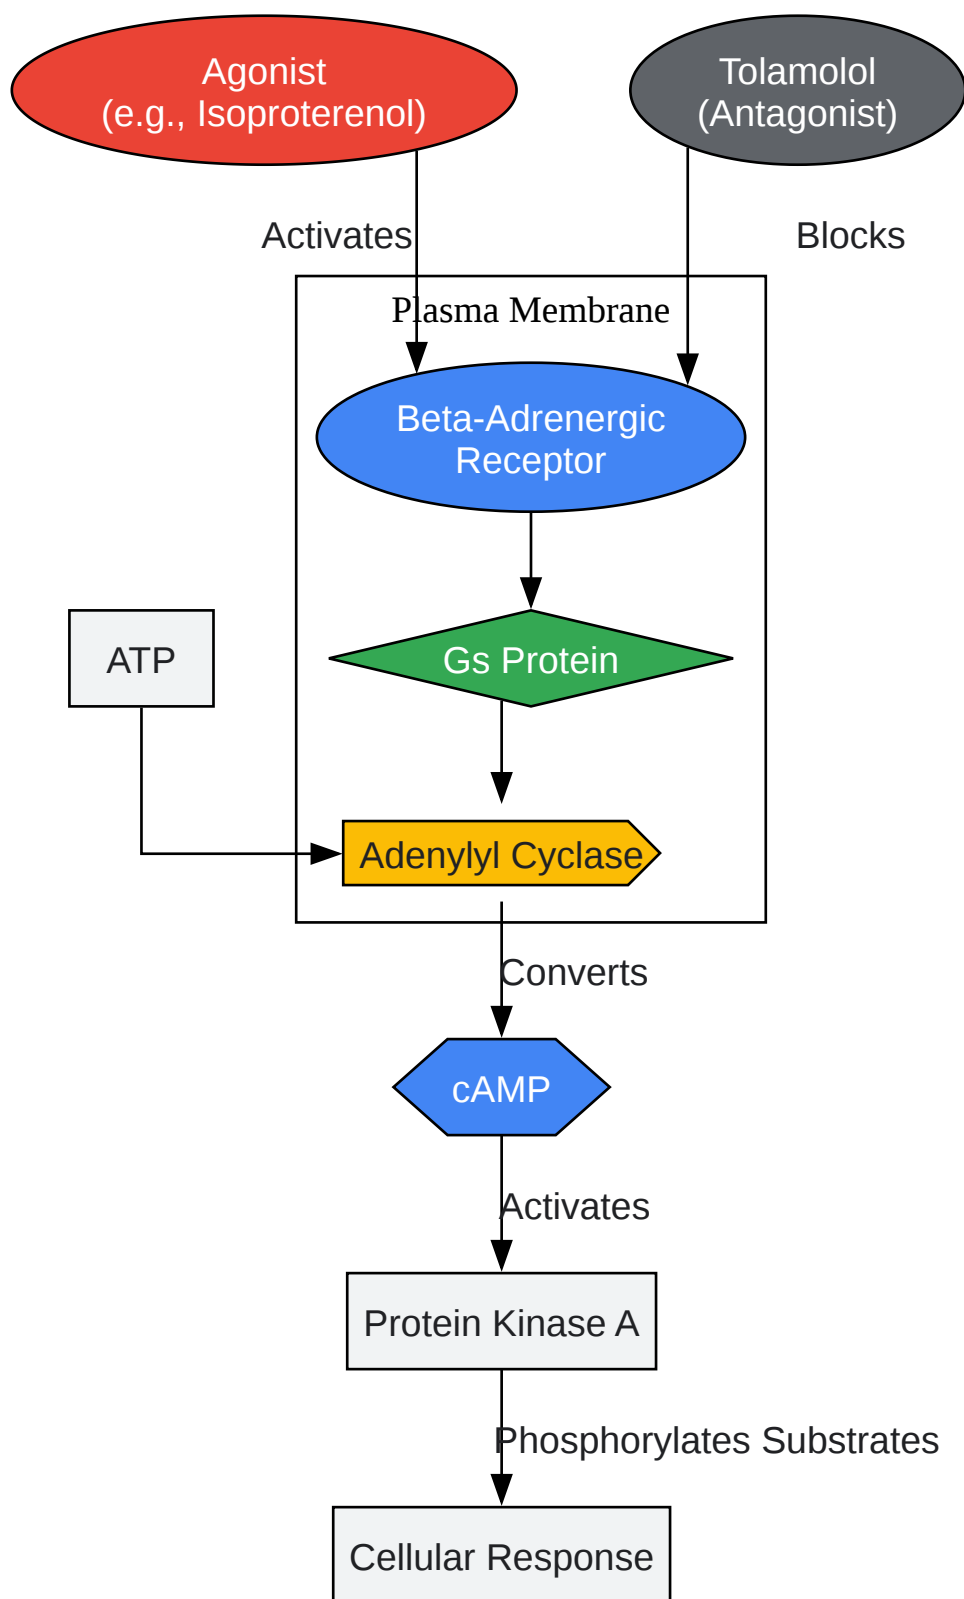 Agonist
(e.g., Isoproterenol)
Tolamolol
(Antagonist)
Activates
Blocks
Plasma Membrane
Beta-Adrenergic
Receptor
ATP
Gs Protein
Adenylyl Cyclase
Converts
cAMP
Activates
Protein Kinase A
Phosphorylates Substrates
Cellular Response